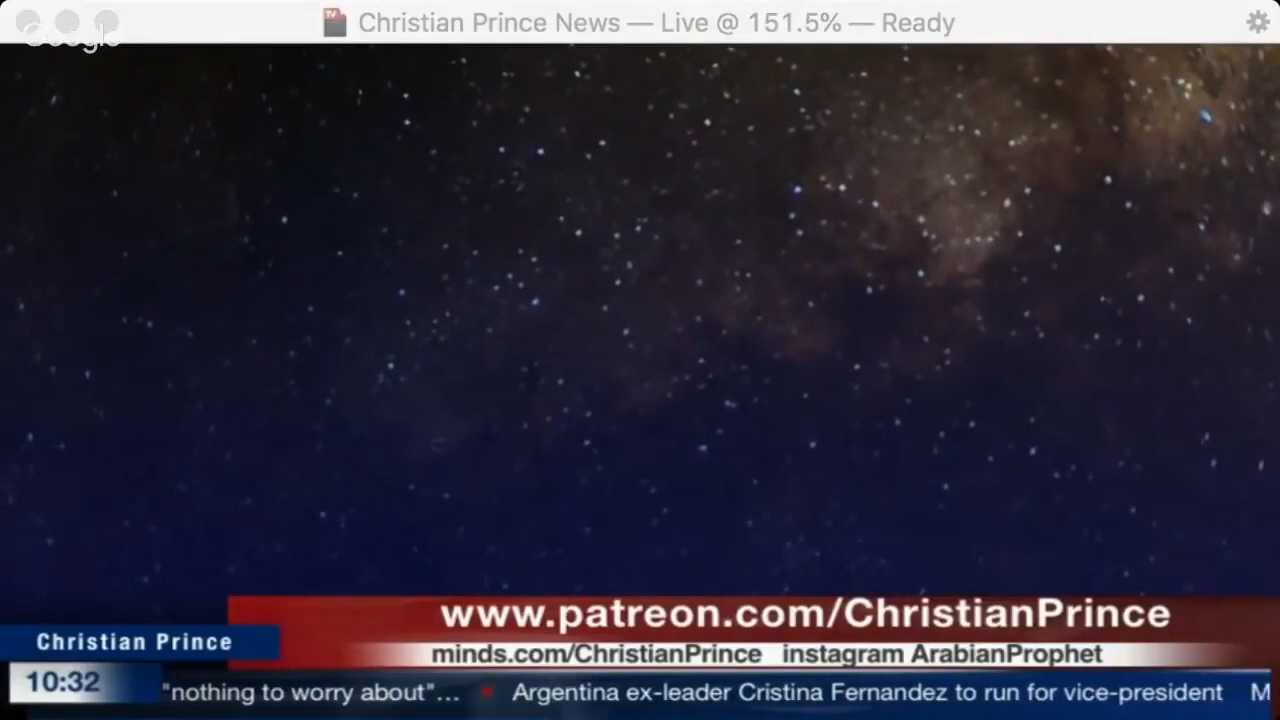 Christian Prince News — Live @ 151.5% — Ready
Google
www.patreon.com/ChristianPrince
Christian Prince
minds.com/ChristianPrince instagram ArabianProphet
10:32
"nothing to worry about"... • Argentina ex-leader Cristina Fernandez to run for vice-president M